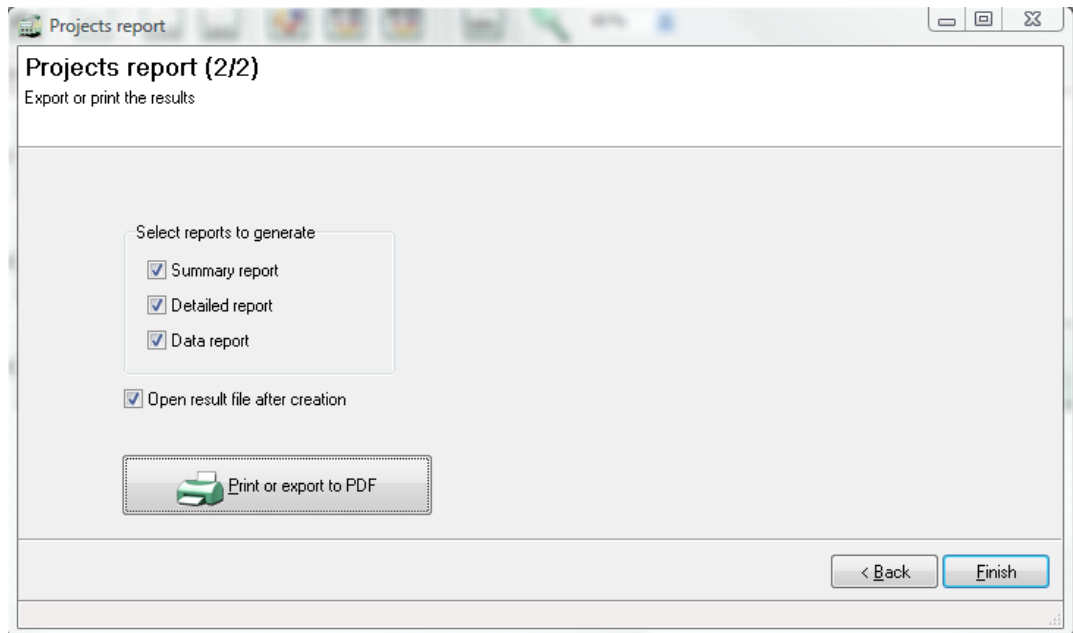 Projects report
Projects report (2/2)
Export or print the results
Select reports to generate
Summary report
Detailed report
Data report
Open result file after creation
Print or export to PDF
< Back
Finish